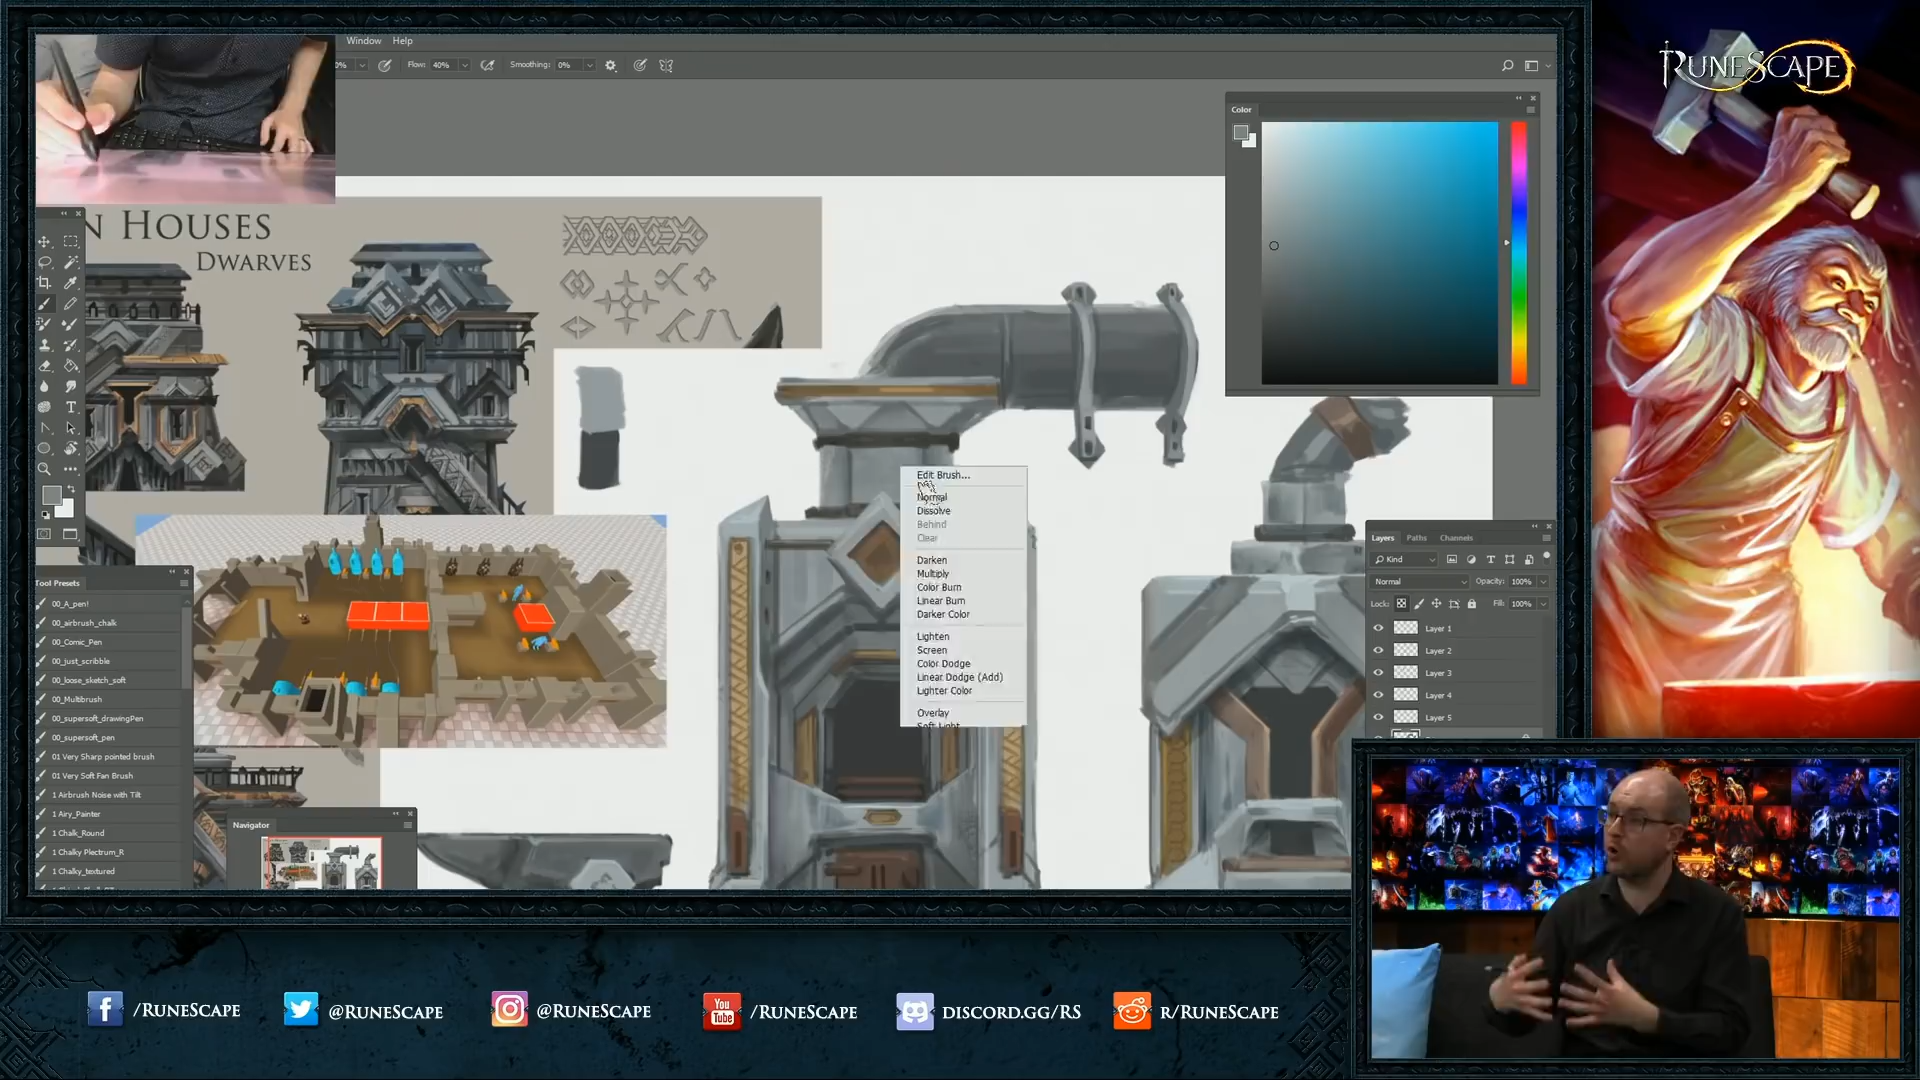 Window Help
0% Flow: 40% Smoothing: 0%
RUNESCAPE
Color
N HOUSES
DWARVES
Edit Brush...
Normal
Dissolve
Behind
Clear
Darken
Multiply
Color Burn
Linear Burn
Darker Color
Lighten
Screen
Color Dodge
Linear Dodge (Add)
Lighter Color
Overlay
Soft Light
Layers Paths Channels
Kind
Normal Opacity: 100%
Lock: Fill: 100%
Layer 1
Layer 2
Layer 3
Layer 4
Layer 5
Tool Presets
00_A_pen!
00_airbrush_chalk
00_Comic_Pen
00_just_scribble
00_loose_sketch_soft
00_Multibrush
00_supersoft_drawingPen
00_supersoft_pen
01 Very Sharp pointed brush
01 Very Soft Fan Brush
1 Airbrush Noise with Tilt
1 Airy_Painter
1 Chalk_Round
1 Chalky Plectrum_R
1 Chalky_textured
Navigator
/RUNESCAPE
@RUNESCAPE
@RUNESCAPE
You Tube /RUNESCAPE
DISCORD.GG/RS
R/RUNESCAPE